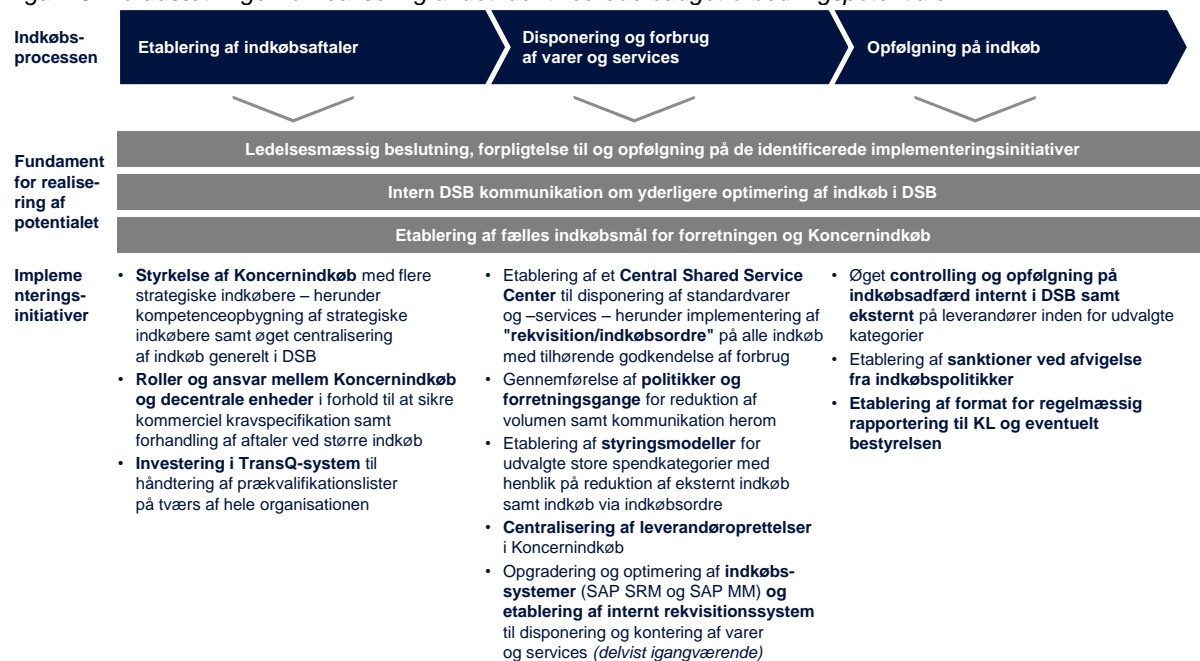 Indkøbs-
processen
Etablering af indkøbsaftaler
Disponering og forbrug
af varer og services
Opfølgning på indkøb
Fundament
for realise-
ring af
potentialet
Ledelsesmæssig beslutning, forpligtelse til og opfølgning på de identificerede implementeringsinitiativer
Intern DSB kommunikation om yderligere optimering af indkøb i DSB
Etablering af fælles indkøbsmål for forretningen og Koncernindkøb
Impleme
nterings-
initiativer
• Styrkelse af Koncernindkøb med flere
strategiske indkøbere – herunder
kompetenceopbygning af strategiske
indkøbere samt øget centralisering
af indkøb generelt i DSB
• Roller og ansvar mellem Koncernindkøb
og decentrale enheder i forhold til at sikre
kommerciel kravspecifikation samt
forhandling af aftaler ved større indkøb
• Investering i TransQ-system til
håndtering af prækvalifikationslister
på tværs af hele organisationen
• Etablering af et Central Shared Service
Center til disponering af standardvarer
og –services – herunder implementering af
"rekvisition/indkøbsordre" på alle indkøb
med tilhørende godkendelse af forbrug
• Gennemførelse af politikker og
forretningsgange for reduktion af
volumen samt kommunikation herom
• Etablering af styringsmodeller for
udvalgte store spendkategorier med
henblik på reduktion af eksternt indkøb
samt indkøb via indkøbsordre
• Centralisering af leverandøroprettelser
i Koncernindkøb
• Opgradering og optimering af indkøbs-
systemer (SAP SRM og SAP MM) og
etablering af internt rekvisitionssystem
til disponering og kontering af varer
og services (delvist igangværende)
• Øget controlling og opfølgning på
indkøbsadfærd internt i DSB samt
eksternt på leverandører inden for udvalgte
kategorier
• Etablering af sanktioner ved afvigelse
fra indkøbspolitikker
• Etablering af format for regelmæssig
rapportering til KL og eventuelt
bestyrelsen